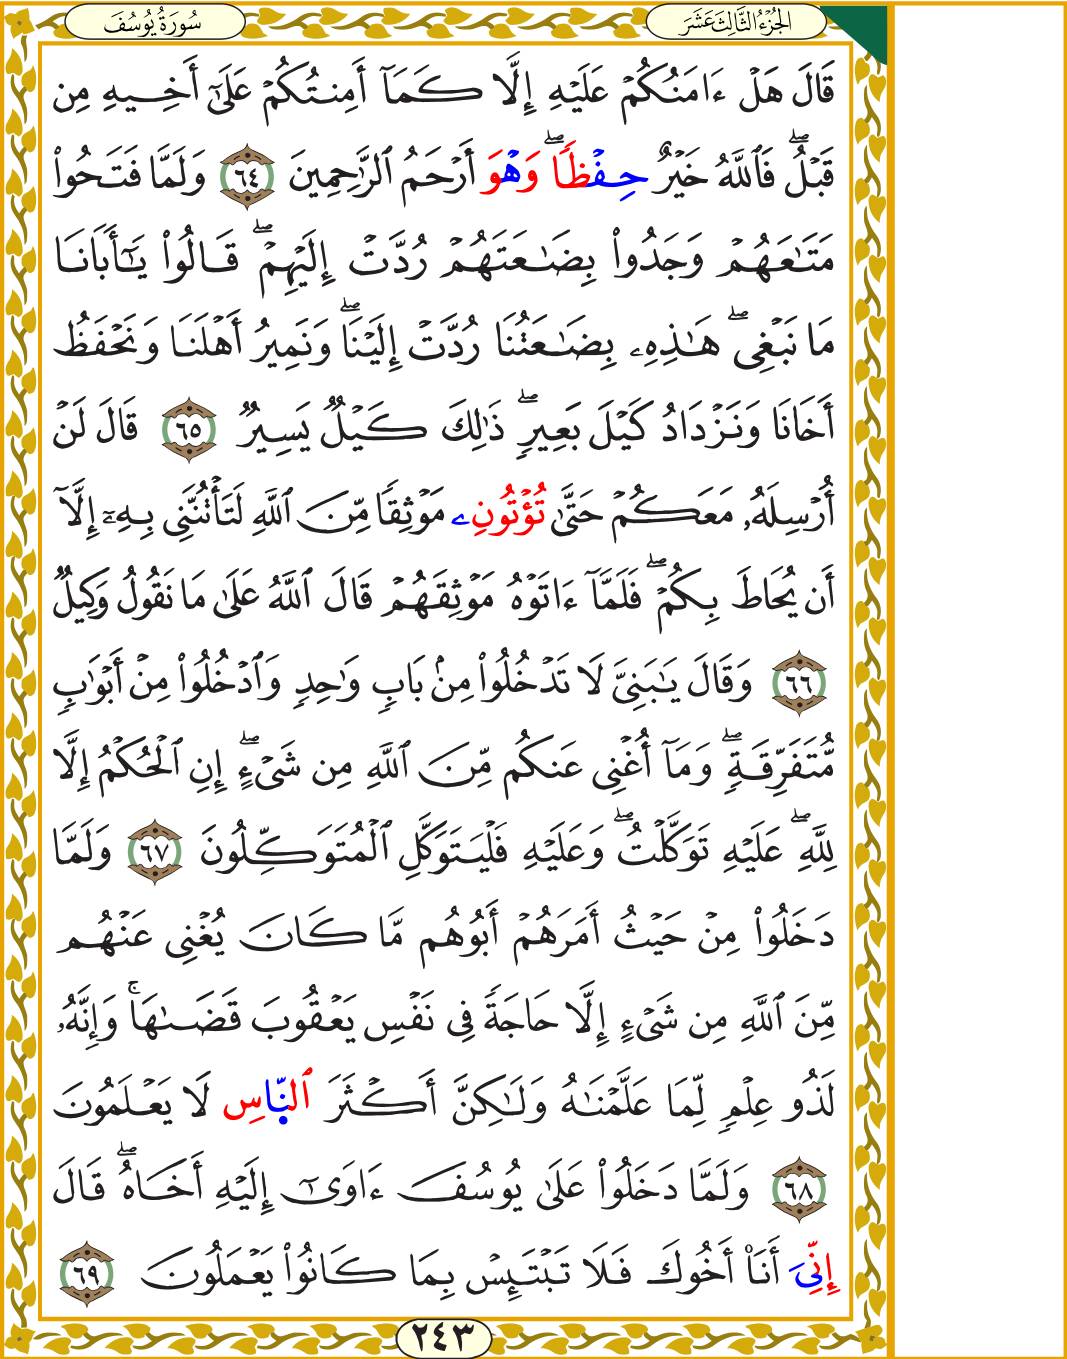 الجُزْءُ الثَّالِثَ عَشَرَ
سُورَةُ يُوسُفَ
قَالَ هَلۡ ءَامَنُكُمۡ عَلَيۡهِ إِلَّا كَمَآ أَمِنتُكُمۡ عَلَىٰٓ أَخِيهِ مِن
قَبۡلُۖ فَٱللَّهُ خَيۡرٌ حِفۡظٗاۖ وَهۡوَ أَرۡحَمُ ٱلرَّٰحِمِينَ ٦٤ وَلَمَّا فَتَحُواْ
مَتَٰعَهُمۡ وَجَدُواْ بِضَٰعَتَهُمۡ رُدَّتۡ إِلَيۡهِمۡۖ قَالُواْ يَٰٓأَبَانَا
مَا نَبۡغِيۖ هَٰذِهِۦ بِضَٰعَتُنَا رُدَّتۡ إِلَيۡنَاۖ وَنَمِيرُ أَهۡلَنَا وَنَحۡفَظُ
أَخَانَا وَنَزۡدَادُ كَيۡلَ بَعِيرٖۖ ذَٰلِكَ كَيۡلٞ يَسِيرٞ ٦٥ قَالَ لَنۡ
أُرۡسِلَهُۥ مَعَكُمۡ حَتَّىٰ تُؤۡتُونِۦ مَوۡثِقٗا مِّنَ ٱللَّهِ لَتَأۡتُنَّنِي بِهِۦٓ إِلَّآ
أَن يُحَاطَ بِكُمۡۖ فَلَمَّآ ءَاتَوۡهُ مَوۡثِقَهُمۡ قَالَ ٱللَّهُ عَلَىٰ مَا نَقُولُ وَكِيلٞ
٦٦ وَقَالَ يَٰبَنِيَّ لَا تَدۡخُلُواْ مِنۢ بَابٖ وَٰحِدٖ وَٱدۡخُلُواْ مِنۡ أَبۡوَٰبٖ
مُّتَفَرِّقَةٖۖ وَمَآ أُغۡنِي عَنكُم مِّنَ ٱللَّهِ مِن شَيۡءٍۖ إِنِ ٱلۡحُكۡمُ إِلَّا
لِلَّهِۖ عَلَيۡهِ تَوَكَّلۡتُۖ وَعَلَيۡهِ فَلۡيَتَوَكَّلِ ٱلۡمُتَوَكِّلُونَ ٦٧ وَلَمَّا
دَخَلُواْ مِنۡ حَيۡثُ أَمَرَهُمۡ أَبُوهُم مَّا كَانَ يُغۡنِي عَنۡهُم
مِّنَ ٱللَّهِ مِن شَيۡءٍ إِلَّا حَاجَةٗ فِي نَفۡسِ يَعۡقُوبَ قَضَىٰهَاۚ وَإِنَّهُۥ
لَذُو عِلۡمٖ لِّمَا عَلَّمۡنَٰهُ وَلَٰكِنَّ أَكۡثَرَ ٱلنَّاسِ لَا يَعۡلَمُونَ
٦٨ وَلَمَّا دَخَلُواْ عَلَىٰ يُوسُفَ ءَاوَىٰٓ إِلَيۡهِ أَخَاهُۖ قَالَ
إِنِّيَ أَنَا۠ أَخُوكَ فَلَا تَبۡتَئِسۡ بِمَا كَانُواْ يَعۡمَلُونَ ٦٩
٢٤٣